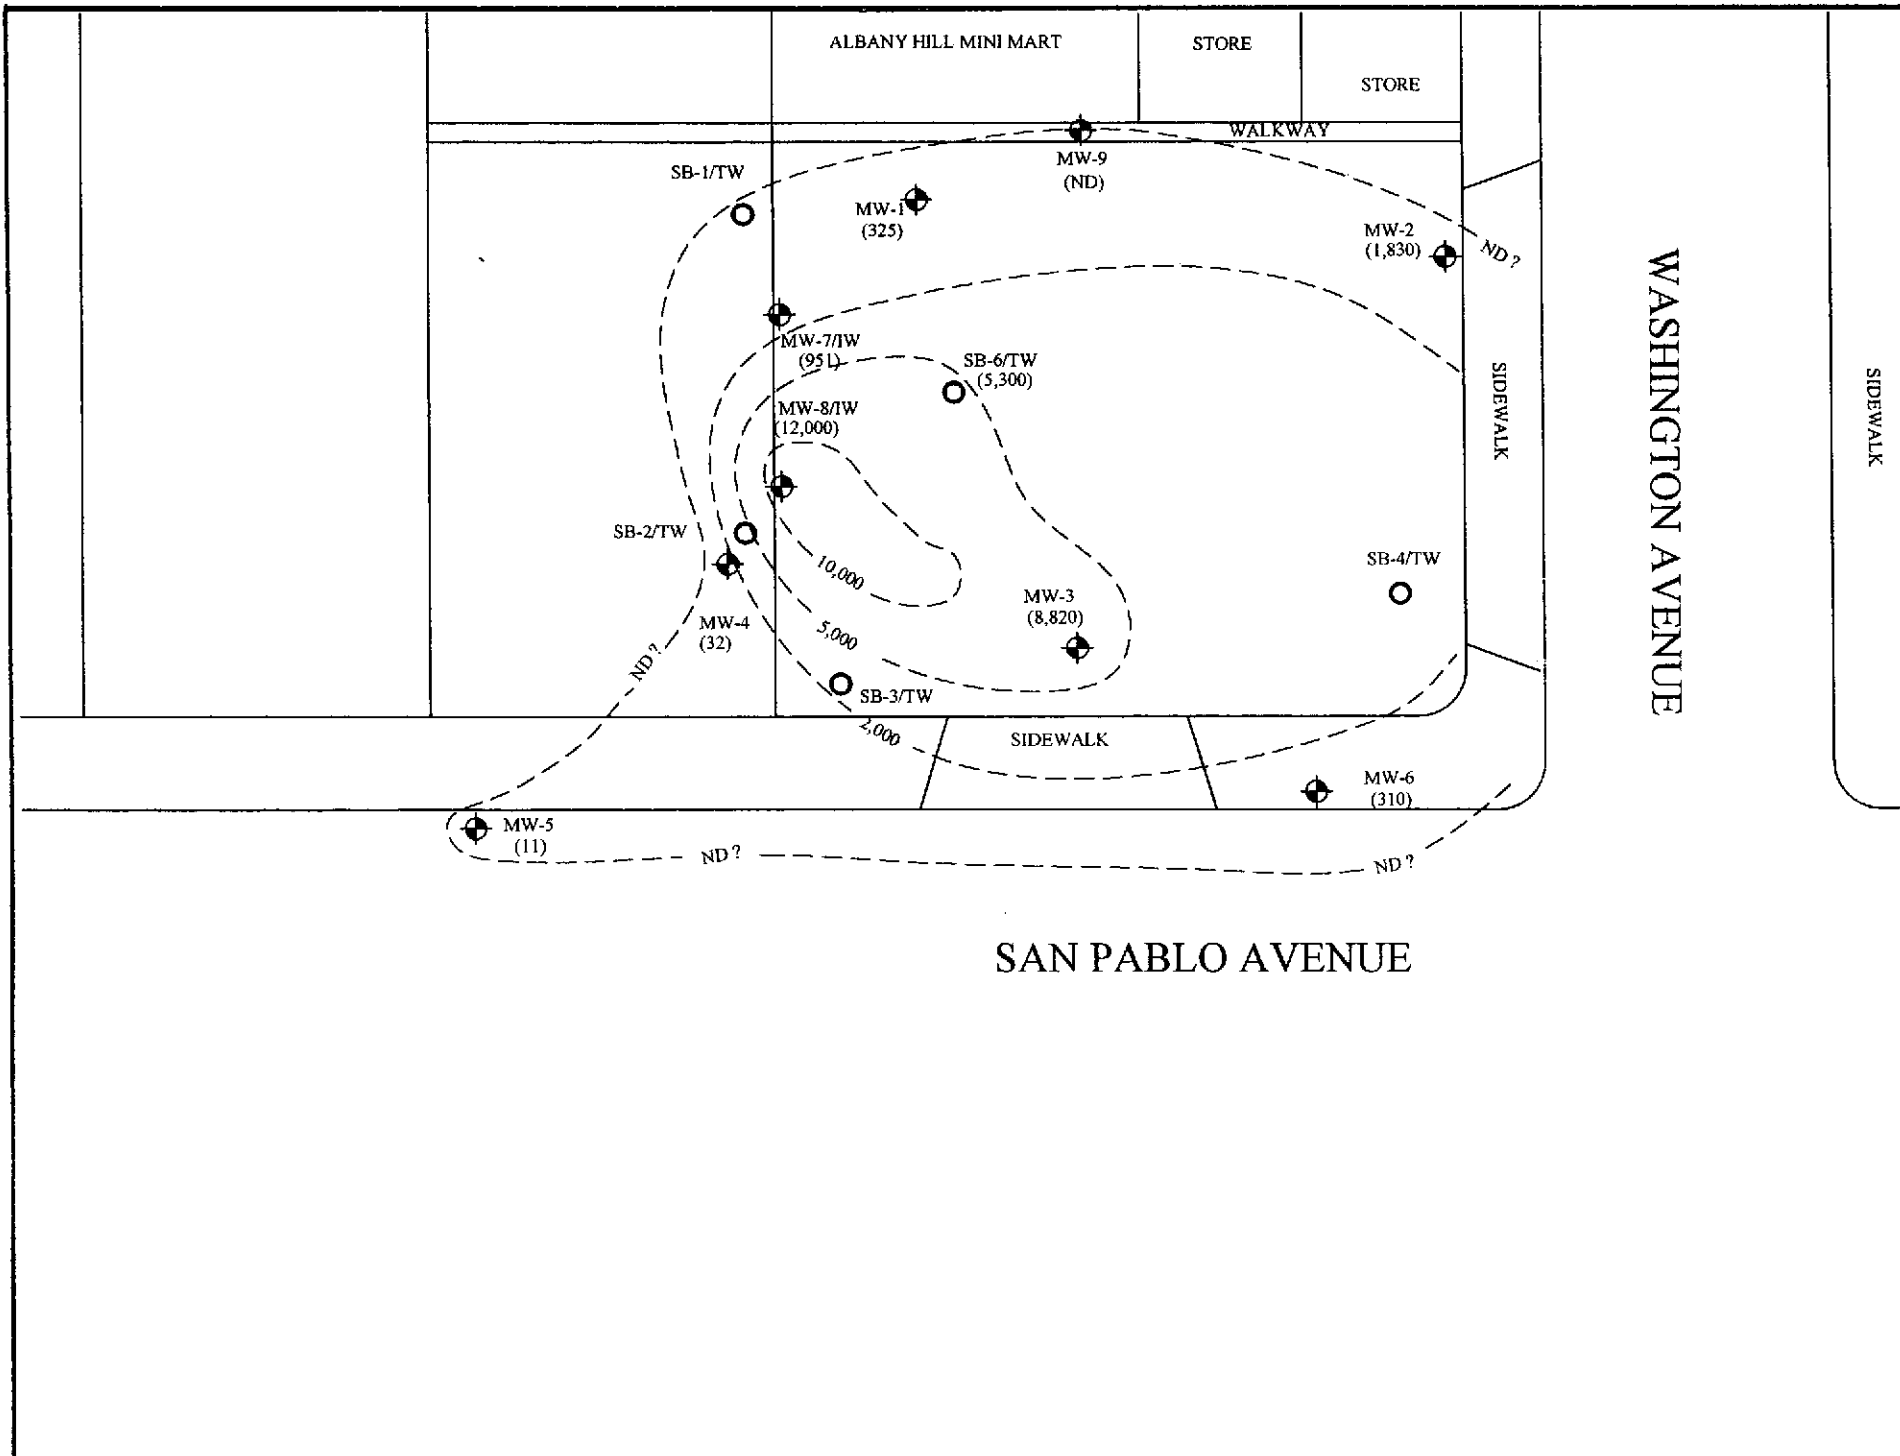 ALBANY HILL MINI MART
STORE
STORE
WALKWAY
MW-9
(ND)
SB-1/TW
MW-1
(325)
MW-2
(1,830)
ND ?
MW-7/IW
(951)
SB-6/TW
(5,300)
MW-8/IW
(12,000)
SIDEWALK
WASHINGTON AVENUE
SIDEWALK
SB-2/TW
10,000
SB-4/TW
MW-3
(8,820)
MW-4
(32)
5,000
ND ?
SB-3/TW
2,000
SIDEWALK
MW-6
(310)
MW-5
(11)
ND ?
ND ?
SAN PABLO AVENUE